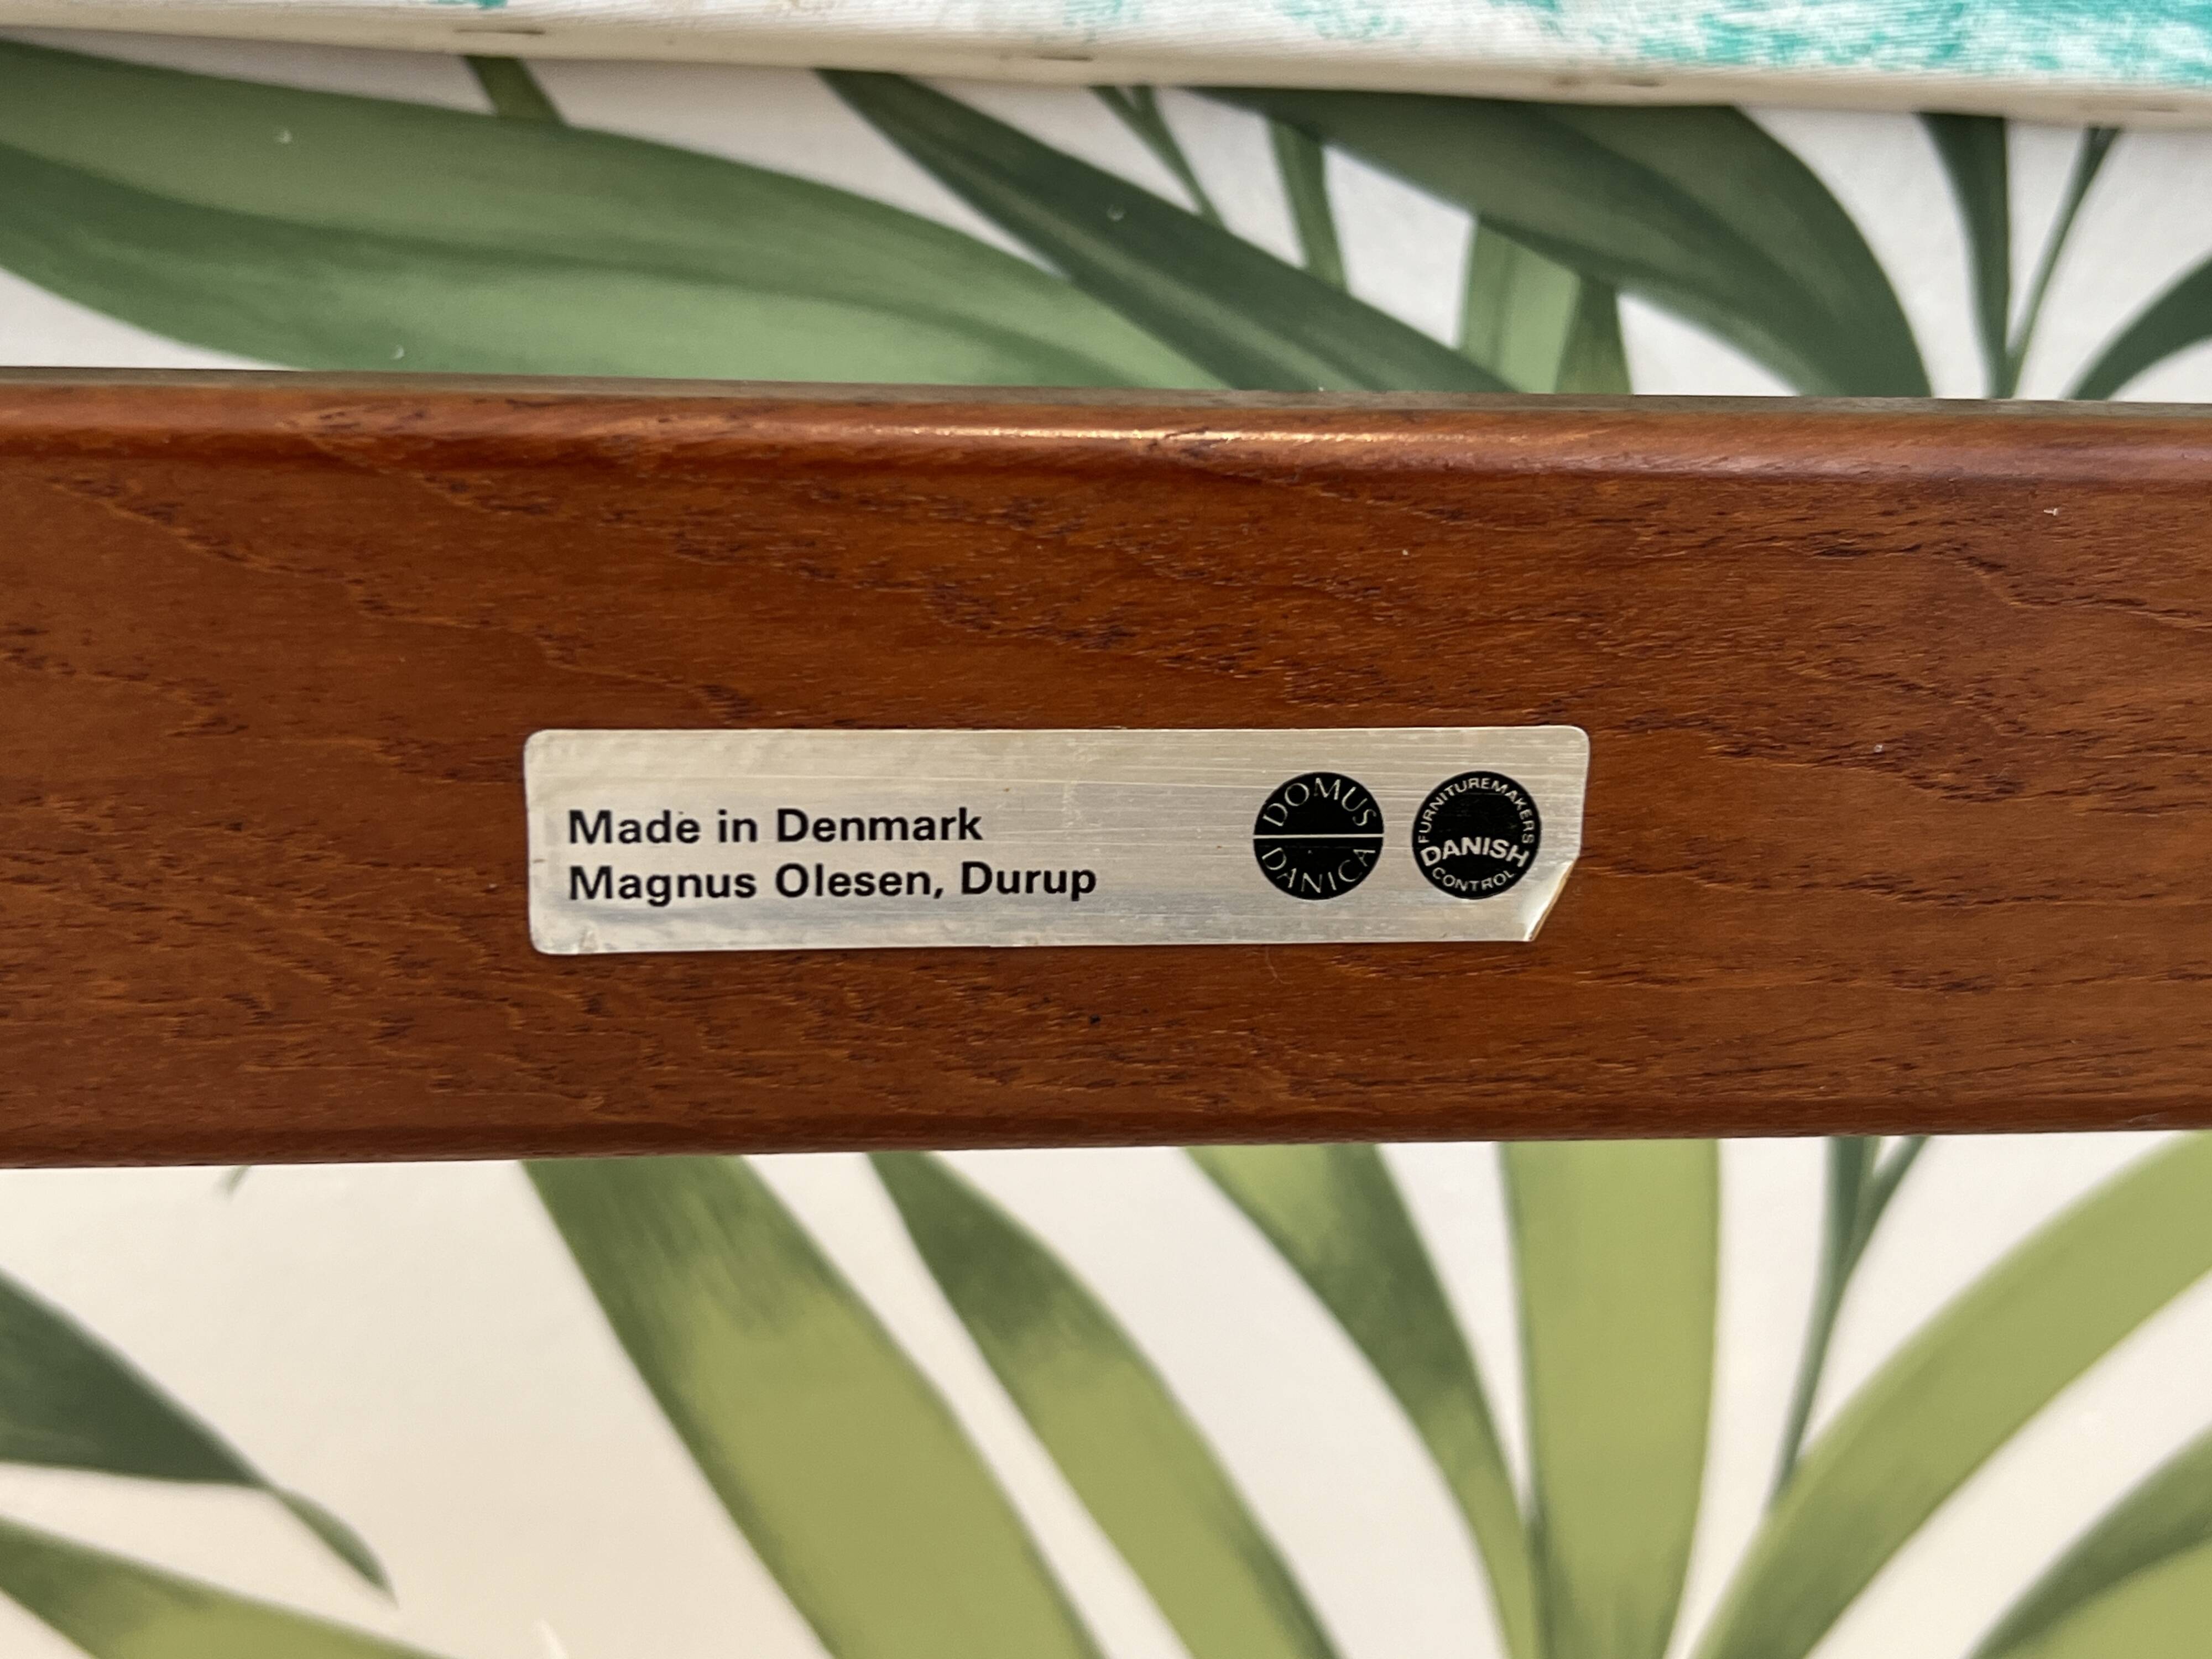 Made in Denmark
Magnus Olesen, Durup
DOMUS
DANICA
FURNITUREMAKERS
DANISH
CONTROL